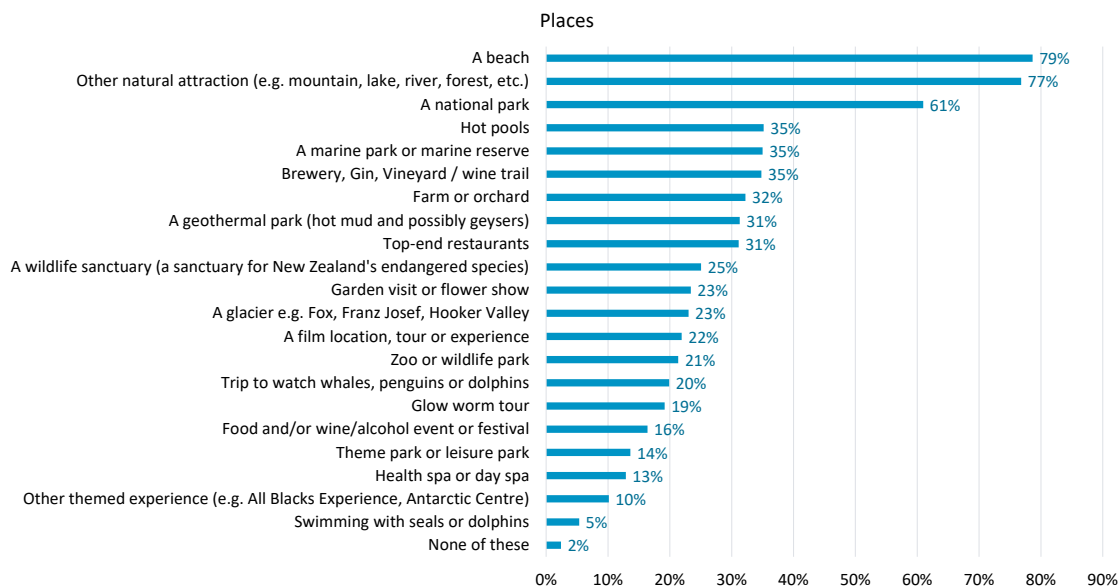 Places
A beach 79%
Other natural attraction (e.g. mountain, lake, river, forest, etc.) 77%
A national park 61%
Hot pools 35%
A marine park or marine reserve 35%
Brewery, Gin, Vineyard / wine trail 35%
Farm or orchard 32%
A geothermal park (hot mud and possibly geysers) 31%
Top-end restaurants 31%
A wildlife sanctuary (a sanctuary for New Zealand's endangered species) 25%
Garden visit or flower show 23%
A glacier e.g. Fox, Franz Josef, Hooker Valley 23%
A film location, tour or experience 22%
Zoo or wildlife park 21%
Trip to watch whales, penguins or dolphins 20%
Glow worm tour 19%
Food and/or wine/alcohol event or festival 16%
Theme park or leisure park 14%
Health spa or day spa 13%
Other themed experience (e.g. All Blacks Experience, Antarctic Centre) 10%
Swimming with seals or dolphins 5%
None of these 2%
0% 10% 20% 30% 40% 50% 60% 70% 80% 90%